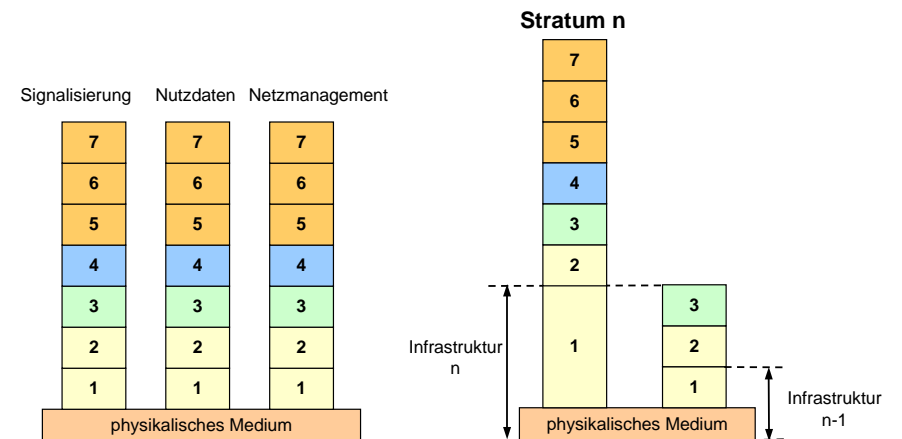 Stratum n
Signalisierung Nutzdaten Netzmanagement
7 7 7
6 6 6
5 5 5
4 4 4
3 3 3
2 2 2
1 1 1
physikalisches Medium
7
6
5
4
3
2
1
Infrastruktur
n
3
2
1
Infrastruktur
n-1
physikalisches Medium